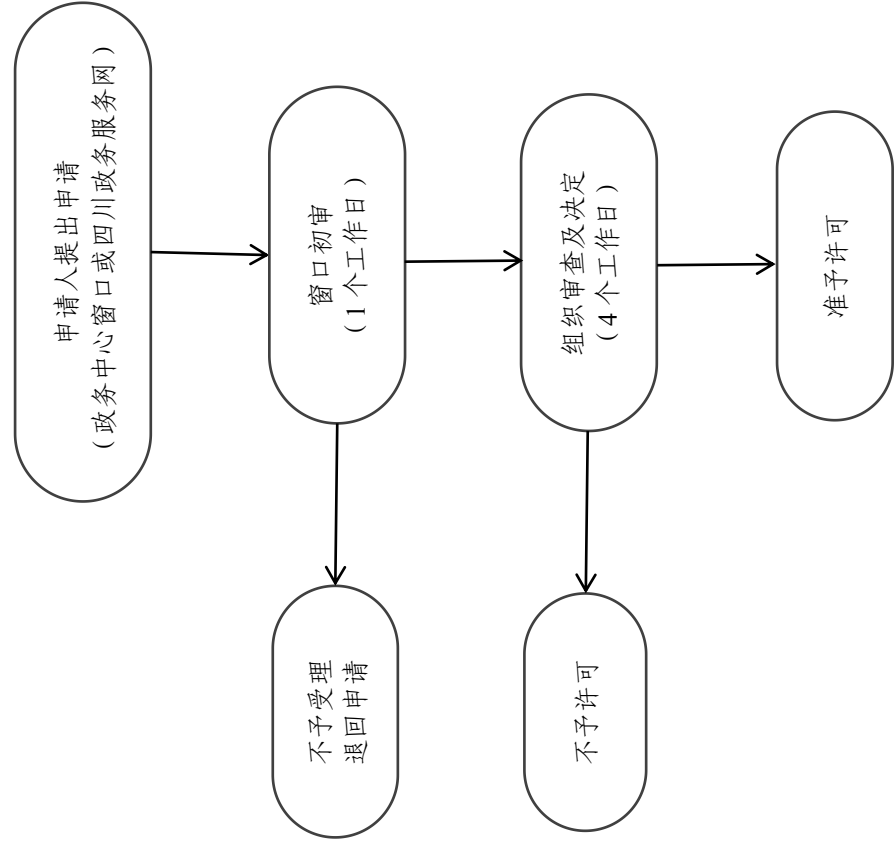 申请人提出申请
(政务中心窗口或四川政务服务网)
窗口初审
(1个工作日)
不予受理
退回申请
组织审查及决定
(4个工作日)
不予许可
准予许可